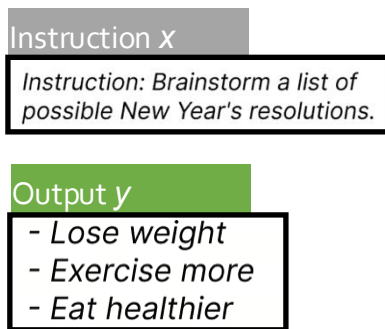 Instruction x
Instruction: Brainstorm a list of
possible New Year's resolutions.
Output y
- Lose weight
- Exercise more
- Eat healthier